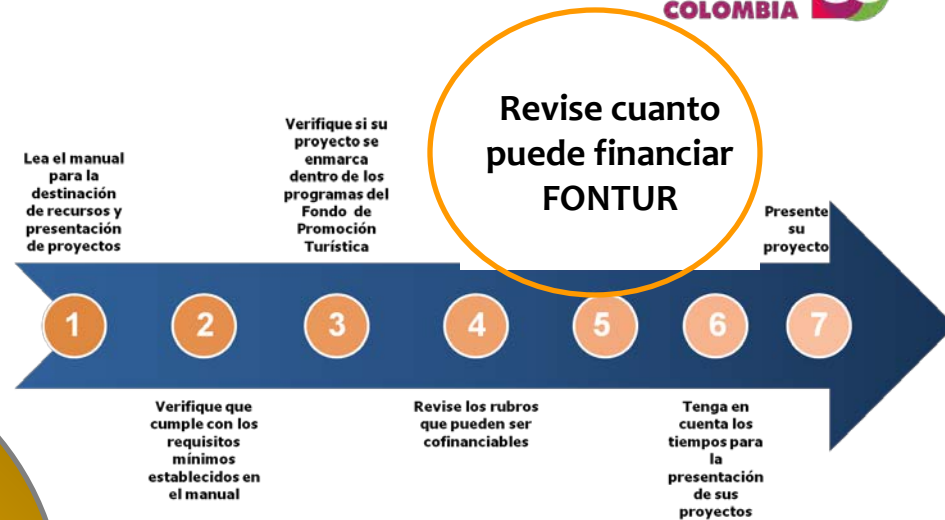 COLOMBIA
Lea el manual
para la
destinación
de recursos y
presentación
de proyectos
Verifique si su
proyecto se
enmarca
dentro de los
programas del
Fondo de
Promoción
Turística
Revise cuanto
puede financiar
FONTUR
Presente
su
proyecto
1
2
3
4
5
6
7
Verifique que
cumple con los
requisitos
mínimos
establecidos en
el manual
Revise los rubros
que pueden ser
cofinanciables
Tenga en
cuenta los
tiempos para
la
presentación
de sus
proyectos